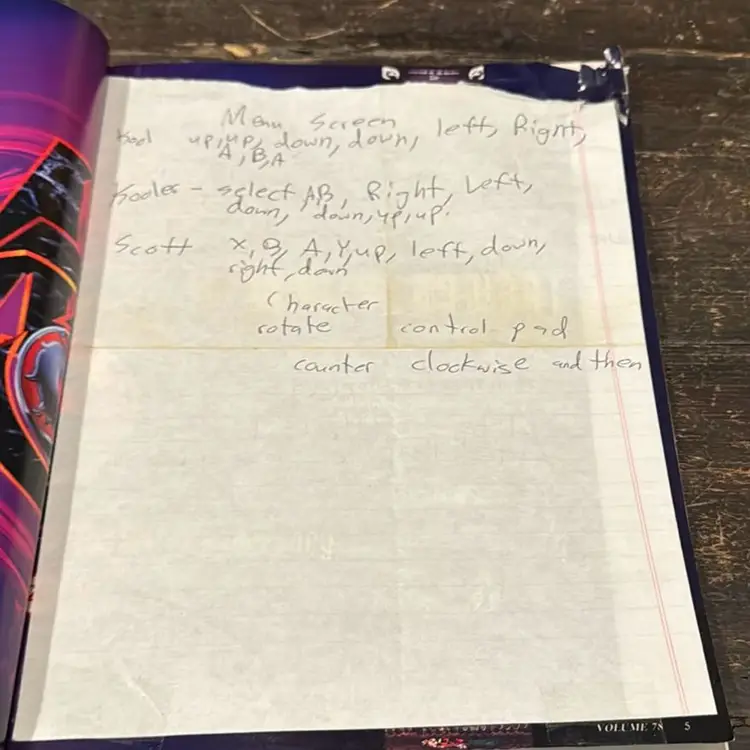 Menu Screen
Kool up, up, down, down, left, Right,
A, B, A
Kooler - select AB, Right, Left,
down, down, up, up.
Scott X, B, A, Y, up, left, down,
right, down
Character
rotate control pad
counter clockwise and then
VOLUME 78 5